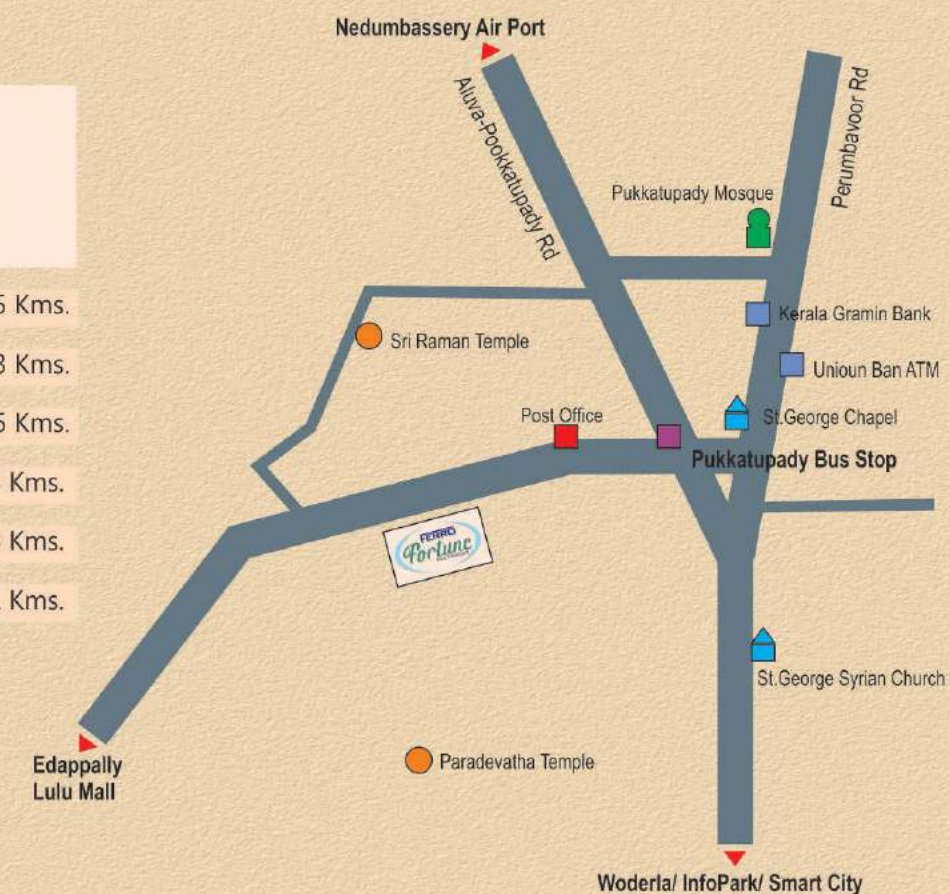 Nedumbassery Air Port
Aluva-Pookkatupady Rd
Perumbavoor Rd
Pukkatupady Mosque
Kms.
Kerala Gramin Bank
Sri Raman Temple
Kms.
Unioun Ban ATM
Post Office
St.George Chapel
Kms.
Pukkatupady Bus Stop
Kms.
FERRO
Fortune
Kms.
Kms.
St.George Syrian Church
Edappally
Lulu Mall
Paradevatha Temple
Woderla/ InfoPark/ Smart City